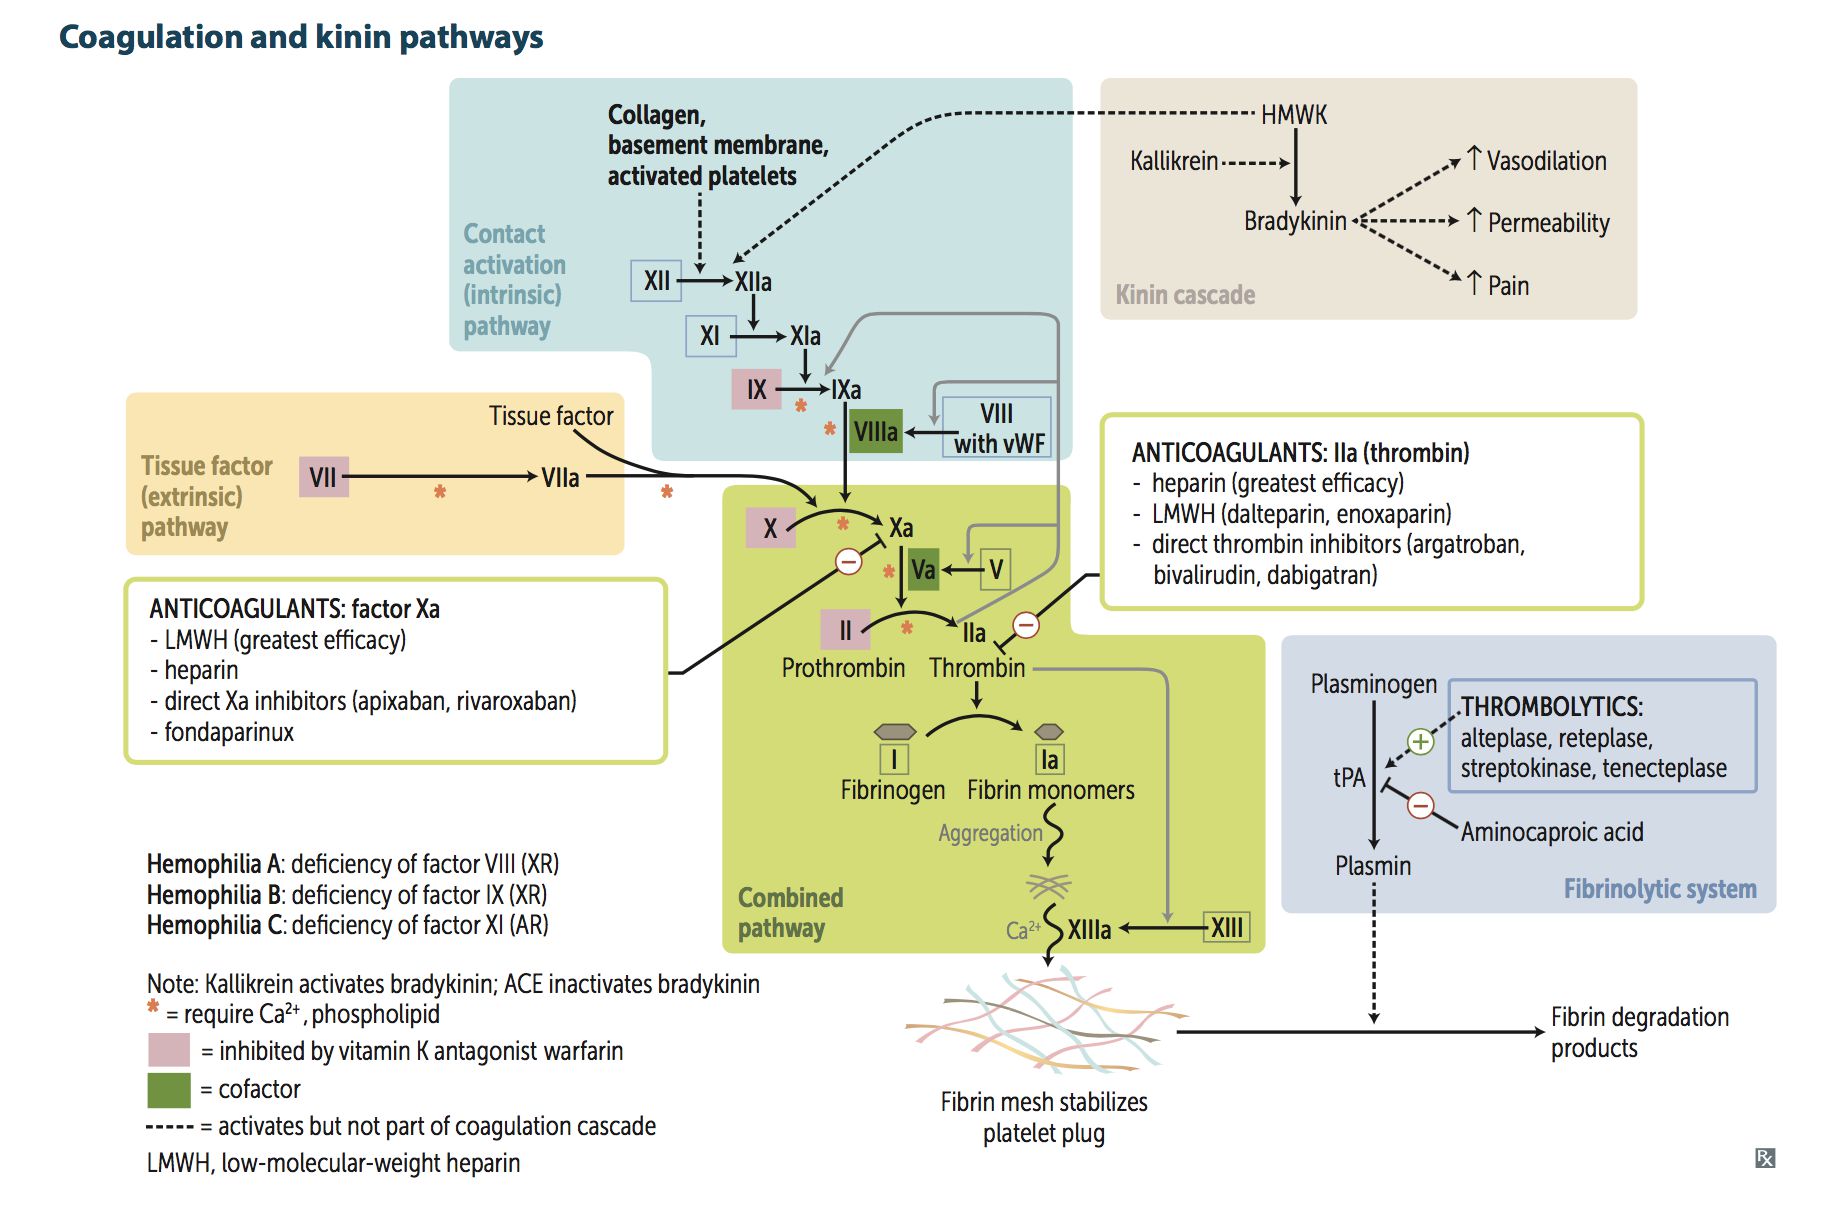 Coagulation and kinin pathways
Collagen,
basement membrane,
activated platelets
Contact
activation
(intrinsic)
pathway
XII
XIIa
XI
XIa
IX
*
IXa
*
VIIIa
VIII
with vWF
HMWK
Kallikrein
Bradykinin
↑ Vasodilation
↑ Permeability
↑ Pain
Kinin cascade
Tissue factor
Tissue factor
(extrinsic)
pathway
VII
*
VIIa
*
ANTICOAGULANTS: IIa (thrombin)
- heparin (greatest efficacy)
- LMWH (dalteparin, enoxaparin)
- direct thrombin inhibitors (argatroban,
bivalirudin, dabigatran)
X
*
Xa
−
*
Va
V
II
*
IIa
−
Prothrombin
Thrombin
ANTICOAGULANTS: factor Xa
- LMWH (greatest efficacy)
- heparin
- direct Xa inhibitors (apixaban, rivaroxaban)
- fondaparinux
I
Ia
Fibrinogen
Fibrin monomers
Aggregation
Combined
pathway
Ca2+
XIIIa
XIII
Plasminogen
THROMBOLYTICS:
alteplase, reteplase,
streptokinase, tenecteplase
+
tPA
−
Aminocaproic acid
Plasmin
Fibrinolytic system
Hemophilia A: deficiency of factor VIII (XR)
Hemophilia B: deficiency of factor IX (XR)
Hemophilia C: deficiency of factor XI (AR)
Note: Kallikrein activates bradykinin; ACE inactivates bradykinin
* = require Ca2+, phospholipid
= inhibited by vitamin K antagonist warfarin
= cofactor
= activates but not part of coagulation cascade
LMWH, low-molecular-weight heparin
Fibrin mesh stabilizes
platelet plug
Fibrin degradation
products
Rx